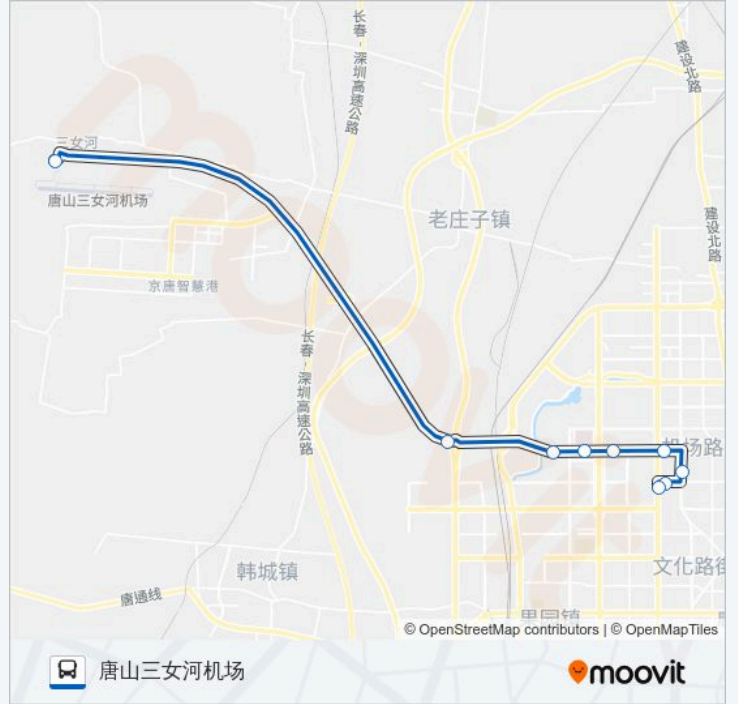 长春 - 深圳高速公路
建设北路
三女河
唐山三女河机场
老庄子镇
建设北路
京唐智慧港
长春 - 深圳高速公路
机场路
韩城镇
文化路街
唐通线
果园镇
© OpenStreetMap contributors | © OpenMapTiles
唐山三女河机场
moovit